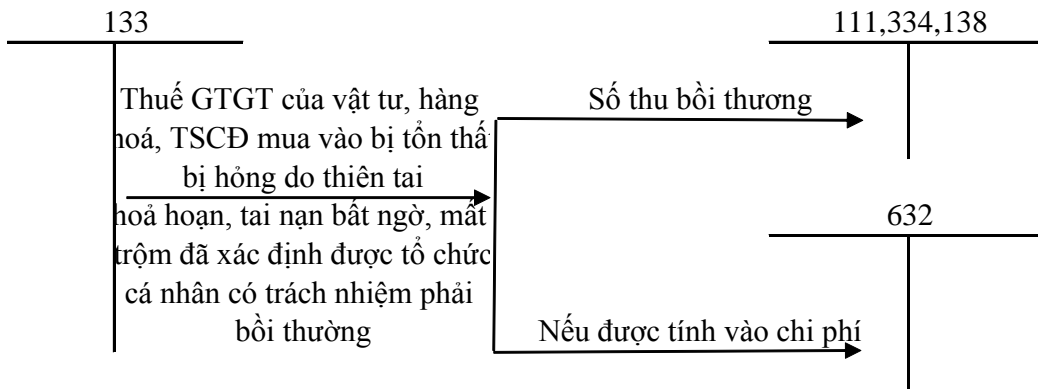 133
111,334,138
Thuế GTGT của vật tư, hàng
hoá, TSCĐ mua vào bị tổn thấ
bị hỏng do thiên tai
hoả hoạn, tai nạn bất ngờ, mất
trộm đã xác định được tổ chức
cá nhân có trách nhiệm phải
bồi thường
Số thu bồi thương
632
Nếu được tính vào chi phí